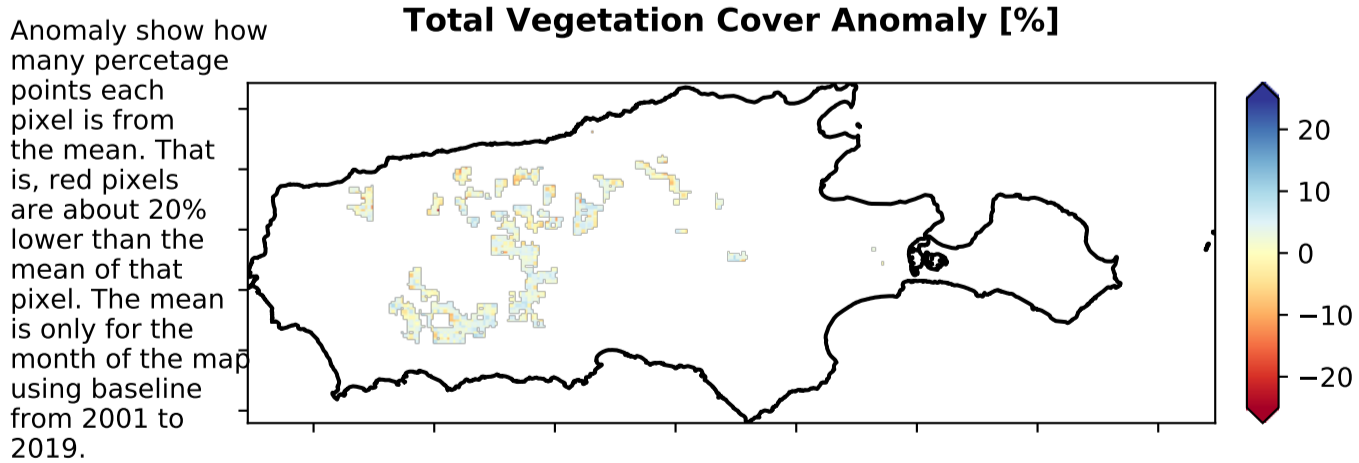 Total Vegetation Cover Anomaly [%]
Anomaly show how
many percetage
points each
pixel is from
the mean. That
is, red pixels
are about 20%
lower than the
mean of that
pixel. The mean
is only for the
month of the map
using baseline
from 2001 to
2019.
20
10
0
−10
−20